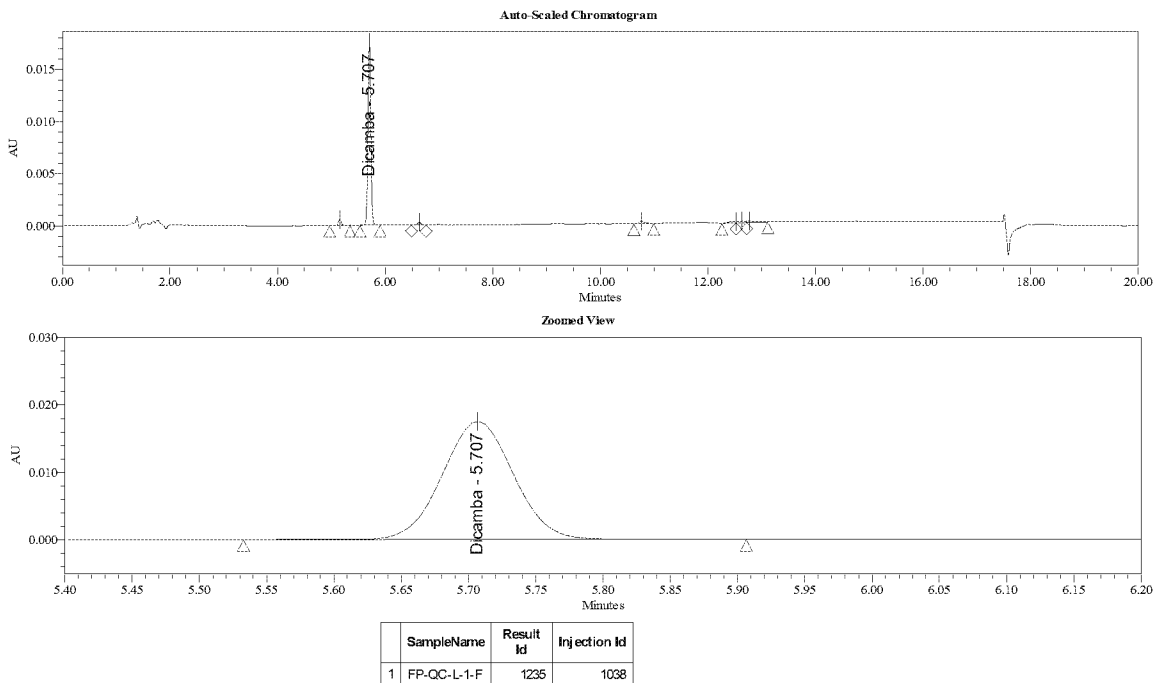 Auto-Scaled Chromatogram
AU
0.015
0.010
0.005
0.000
Dicamba - 5.707
0.00 2.00 4.00 6.00 8.00 10.00 12.00 14.00 16.00 18.00 20.00
Minutes
Zoomed View
AU
0.030
0.020
0.010
0.000
Dicamba - 5.707
5.40 5.45 5.50 5.55 5.60 5.65 5.70 5.75 5.80 5.85 5.90 5.95 6.00 6.05 6.10 6.15 6.20
Minutes
SampleName Result Id Injection Id
1 FP-QC-L-1-F 1235 1038